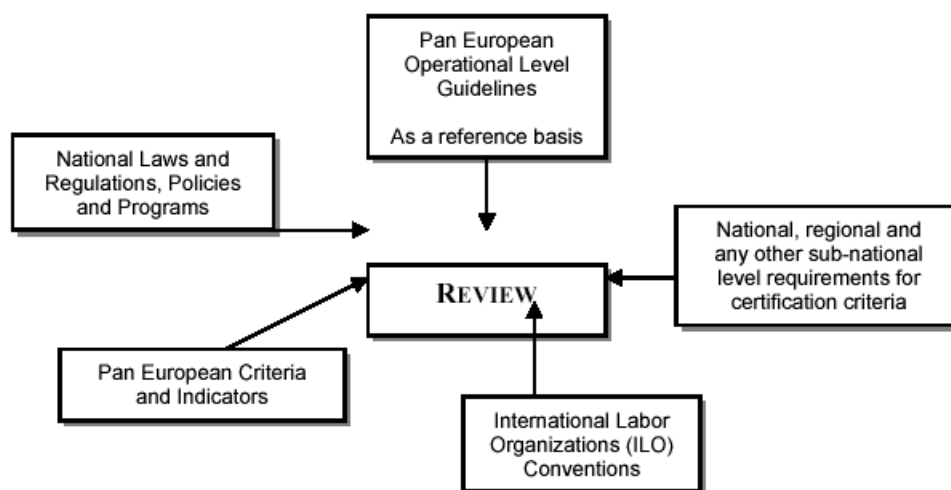 Pan European
Operational Level
Guidelines
As a reference basis
National Laws and
Regulations, Policies
and Programs
National, regional and
any other sub-national
level requirements for
certification criteria
REVIEW
Pan European Criteria
and Indicators
International Labor
Organizations (ILO)
Conventions